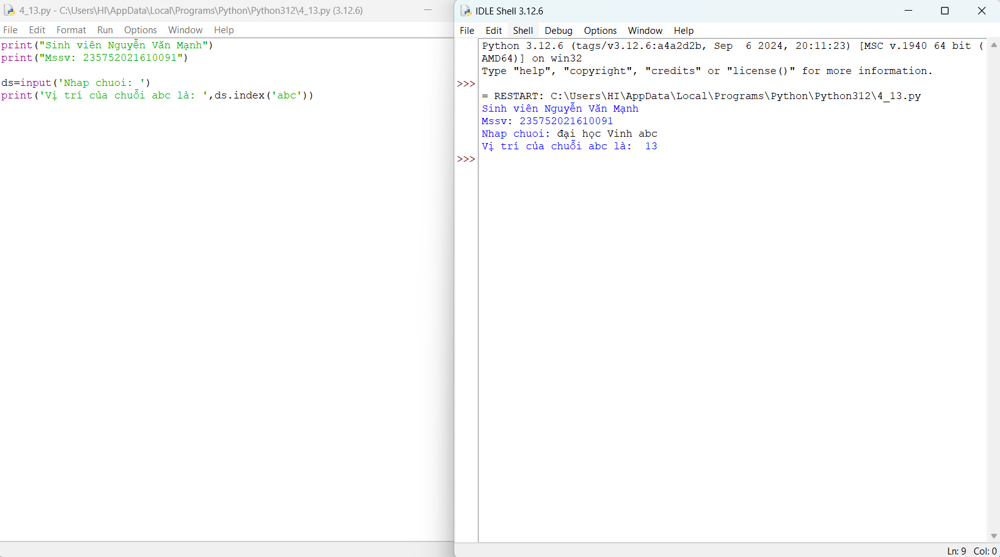 4_13.py - C:\Users\HI\AppData\Local\Programs\Python\Python312\4_13.py (3.12.6)
File Edit Format Run Options Window Help
print("Sinh viên Nguyễn Văn Mạnh")
print("Mssv: 235752021610091")
ds=input('Nhap chuoi: ')
print('Vị trí của chuỗi abc là: ',ds.index('abc'))
IDLE Shell 3.12.6
File Edit Shell Debug Options Window Help
Python 3.12.6 (tags/v3.12.6:a4a2d2b, Sep  6 2024, 20:11:23) [MSC v.1940 64 bit (
AMD64)] on win32
Type "help", "copyright", "credits" or "license()" for more information.
>>>
= RESTART: C:\Users\HI\AppData\Local\Programs\Python\Python312\4_13.py
Sinh viên Nguyễn Văn Mạnh
Mssv: 235752021610091
Nhap chuoi: đại học Vinh abc
Vị trí của chuỗi abc là:  13
>>>
Ln: 9 Col: 0